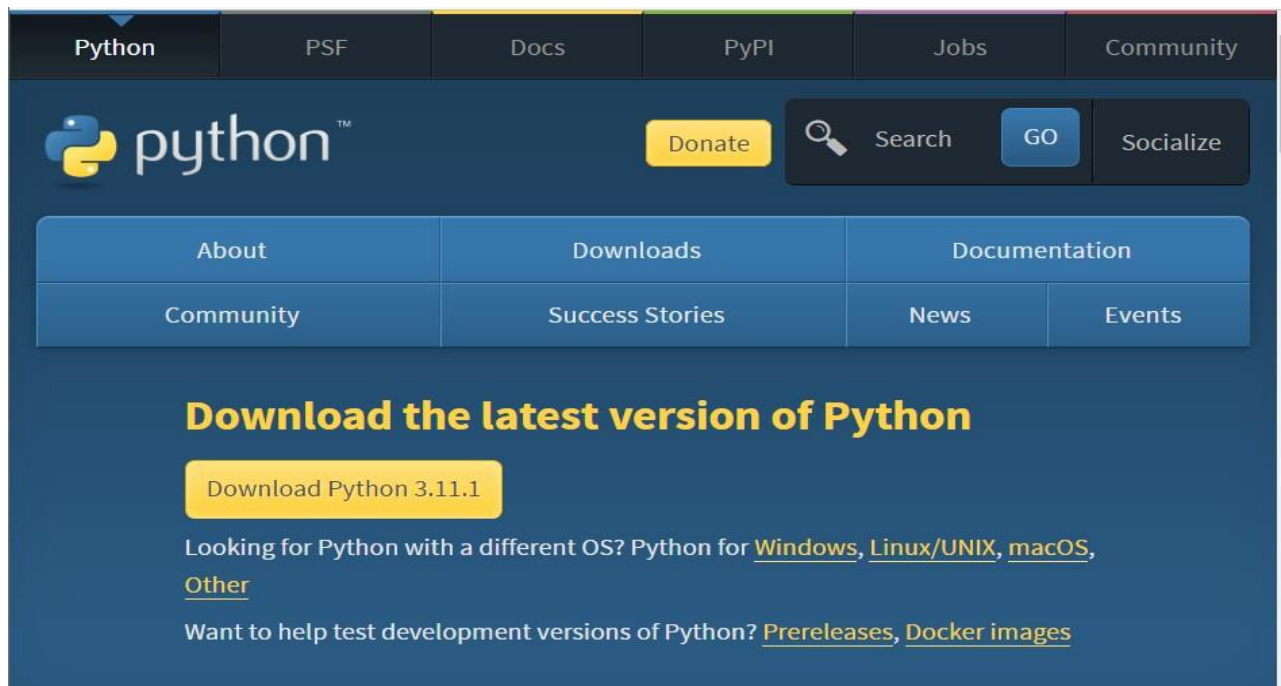 Python PSF Docs PyPI Jobs Community
python™ Donate Search GO Socialize
About Downloads Documentation
Community Success Stories News Events
Download the latest version of Python
Download Python 3.11.1
Looking for Python with a different OS? Python for Windows, Linux/UNIX, macOS,
Other
Want to help test development versions of Python? Prereleases, Docker images